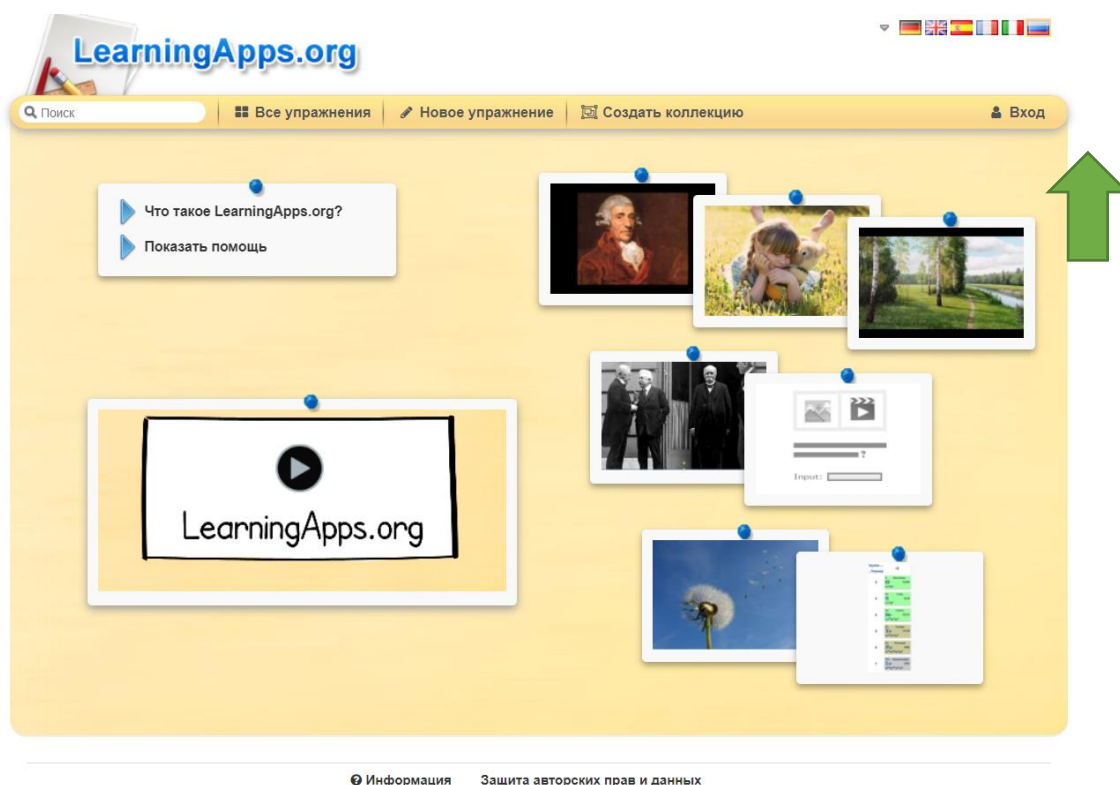 LearningApps.org
Поиск
Все упражнения
Новое упражнение
Создать коллекцию
Вход
Что такое LearningApps.org?
Показать помощь
LearningApps.org
?
Input:
Информация
Защита авторских прав и данных